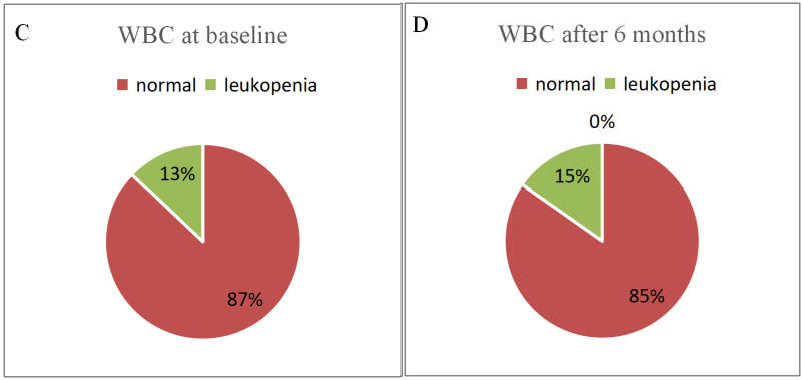 C
WBC at baseline
normal leukopenia
13%
87%
D
WBC after 6 months
normal leukopenia
0%
15%
85%